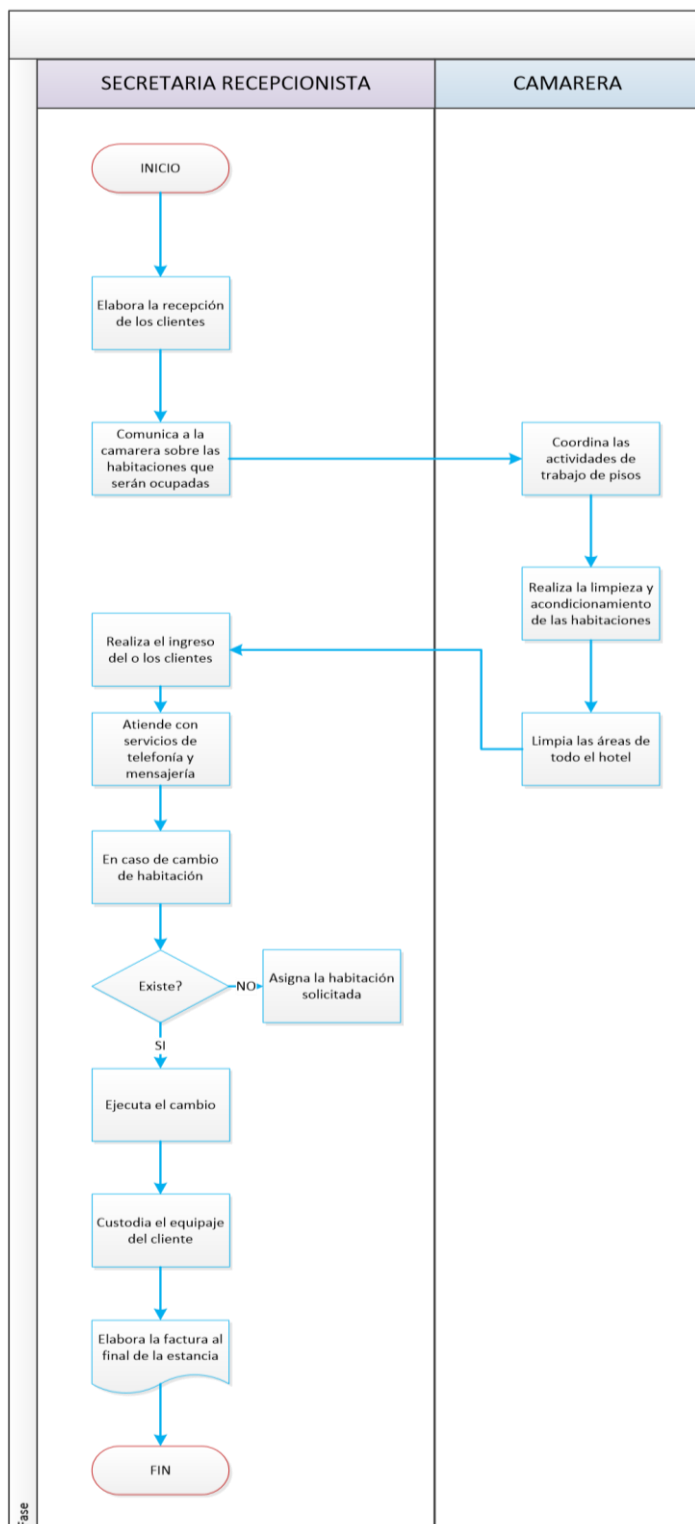 SECRETARIA RECEPCIONISTA
CAMARERA
INICIO
Elabora la recepción
de los clientes
Comunica a la
camarera sobre las
habitaciones que
serán ocupadas
Coordina las
actividades de
trabajo de pisos
Realiza la limpieza y
acondicionamiento
de las habitaciones
Realiza el ingreso
del o los clientes
Limpia las áreas de
todo el hotel
Atiende con
servicios de
telefonía y
mensajería
En caso de cambio
de habitación
Existe?
NO
Asigna la habitación
solicitada
SI
Ejecuta el cambio
Custodia el equipaje
del cliente
Elabora la factura al
final de la estancia
FIN
Fase